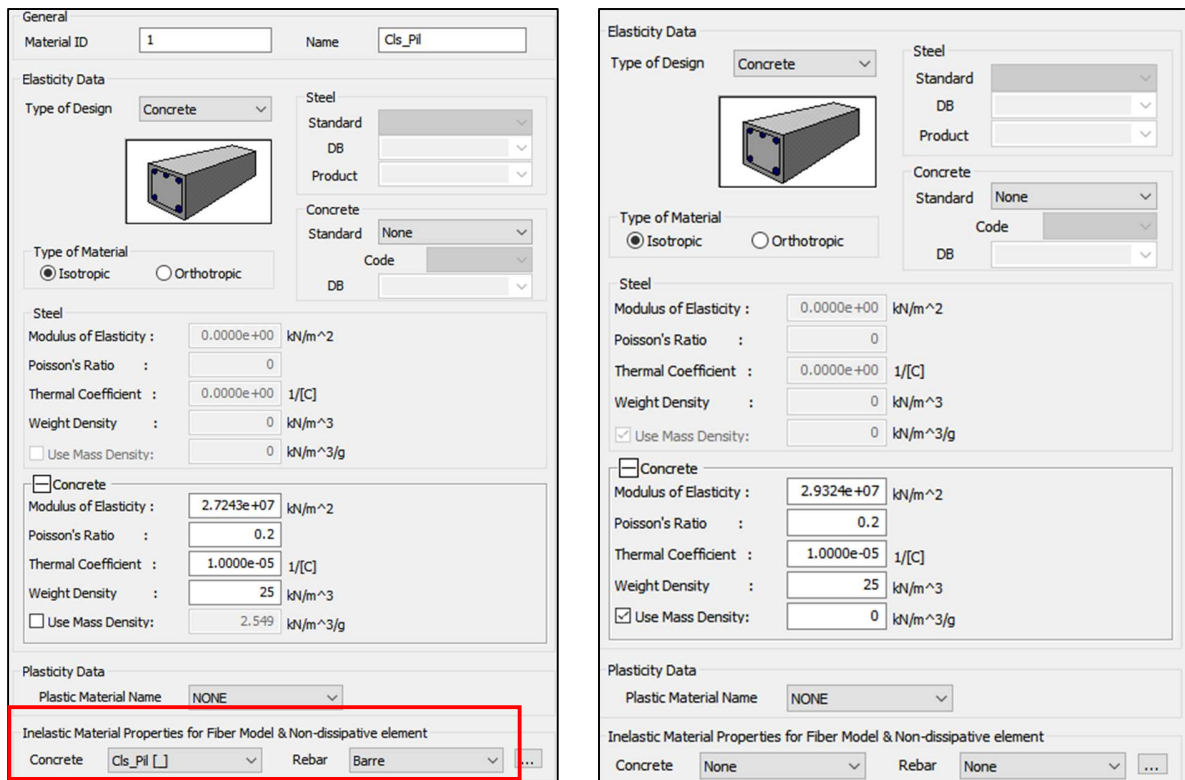 General
Material ID 1 Name Cls_Pil
Elasticity Data
Type of Design Concrete
Steel
Standard
DB
Product
Concrete
Standard None
Code
DB
Type of Material
Isotropic Orthotropic
Steel
Modulus of Elasticity : 0.0000e+00 kN/m^2
Poisson's Ratio : 0
Thermal Coefficient : 0.0000e+00 1/[C]
Weight Density : 0 kN/m^3
Use Mass Density: 0 kN/m^3/g
Concrete
Modulus of Elasticity : 2.7243e+07 kN/m^2
Poisson's Ratio : 0.2
Thermal Coefficient : 1.0000e-05 1/[C]
Weight Density : 25 kN/m^3
Use Mass Density: 2.549 kN/m^3/g
Plasticity Data
Plastic Material Name NONE
Inelastic Material Properties for Fiber Model & Non-dissipative element
Concrete Cls_Pil [_] Rebar Barre ...
Elasticity Data
Type of Design Concrete
Steel
Standard
DB
Product
Concrete
Standard None
Code
DB
Type of Material
Isotropic Orthotropic
Steel
Modulus of Elasticity : 0.0000e+00 kN/m^2
Poisson's Ratio : 0
Thermal Coefficient : 0.0000e+00 1/[C]
Weight Density : 0 kN/m^3
Use Mass Density: 0 kN/m^3/g
Concrete
Modulus of Elasticity : 2.9324e+07 kN/m^2
Poisson's Ratio : 0.2
Thermal Coefficient : 1.0000e-05 1/[C]
Weight Density : 25 kN/m^3
Use Mass Density: 0 kN/m^3/g
Plasticity Data
Plastic Material Name NONE
Inelastic Material Properties for Fiber Model & Non-dissipative element
Concrete None Rebar None ...